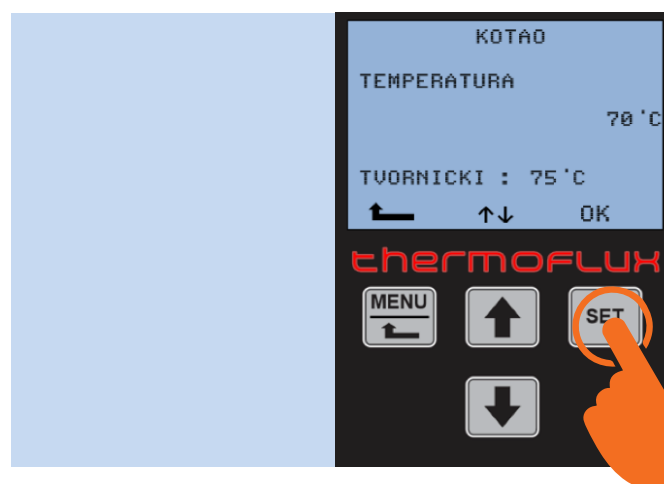 KOTAO
TEMPERATURA
70 °C
TVORNICKI : 75°C
OK
thermoflux
MENU
SET